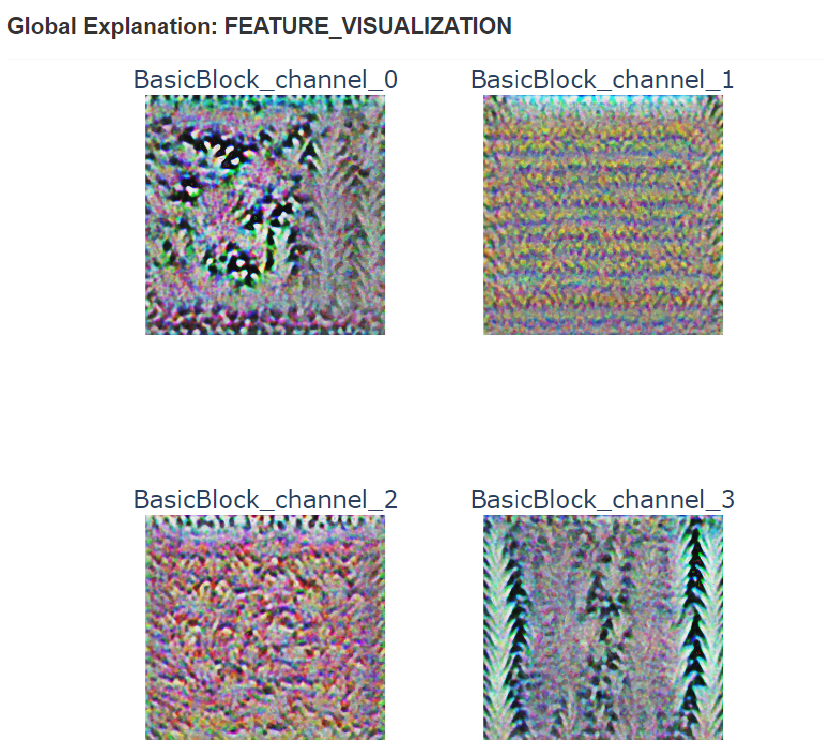 Global Explanation: FEATURE_VISUALIZATION
BasicBlock_channel_0
BasicBlock_channel_1
BasicBlock_channel_2
BasicBlock_channel_3